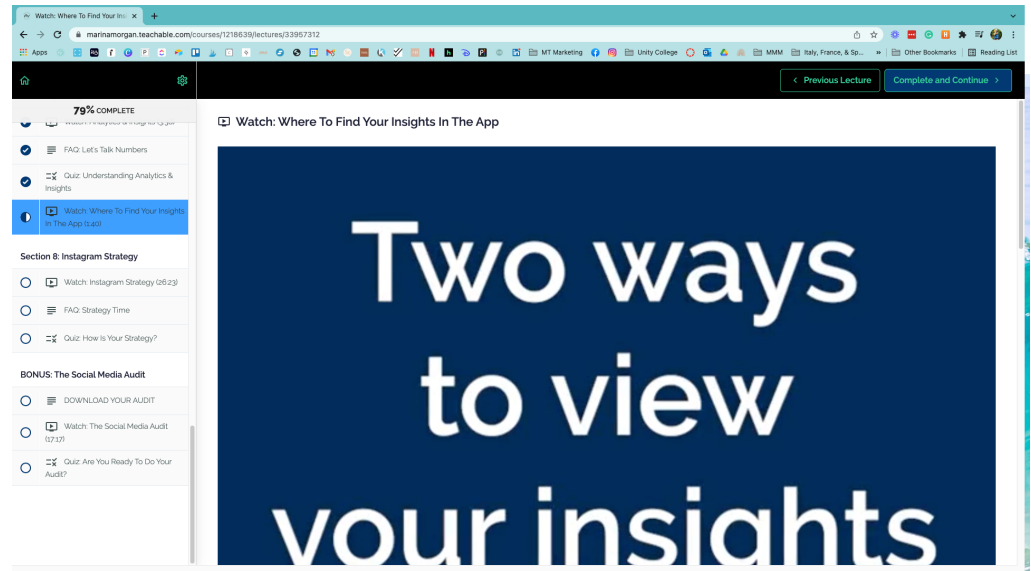 Watch: Where To Find Your Insi
marinamorgan.teachable.com/courses/1218639/lectures/33957312
Apps
MT Marketing
Unity College
MMM
Italy, France, & Sp...
»
Other Bookmarks
Reading List
< Previous Lecture
Complete and Continue >
79% COMPLETE
Watch: Analytics & Insights (5:30)
FAQ: Let's Talk Numbers
Quiz: Understanding Analytics &
Insights
Watch: Where To Find Your Insights
In The App (1:40)
Section 8: Instagram Strategy
Watch: Instagram Strategy (26:23)
FAQ: Strategy Time
Quiz: How Is Your Strategy?
BONUS: The Social Media Audit
DOWNLOAD YOUR AUDIT
Watch: The Social Media Audit
(17:17)
Quiz: Are You Ready To Do Your
Audit?
Watch: Where To Find Your Insights In The App
Two ways
to view
your insights